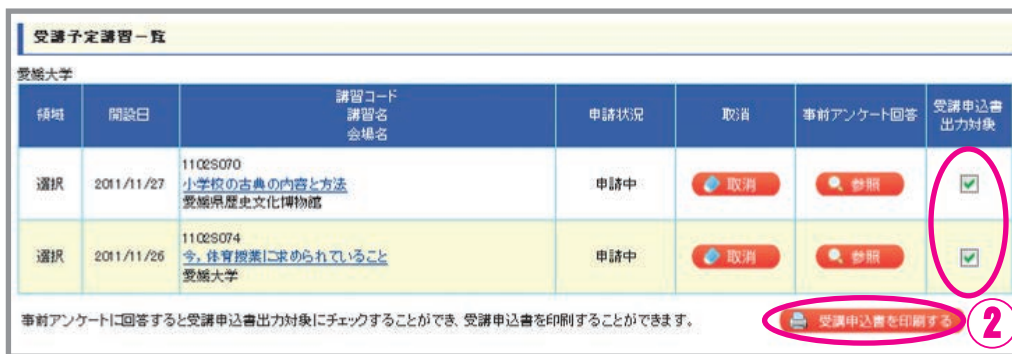 受講予定講習一覧
愛媛大学
領域
開設日
講習コード
講習名
会場名
申請状況
取消
事前アンケート回答
受講申込書
出力対象
選択
2011/11/27
1102S070
小学校の古典の内容と方法
愛媛県歴史文化博物館
申請中
取消
参照
選択
2011/11/26
1102S074
今，体育授業に求められていること
愛媛大学
申請中
取消
参照
事前アンケートに回答すると受講申込書出力対象にチェックすることができ、受講申込書を印刷することができます。
受講申込書を印刷する
2